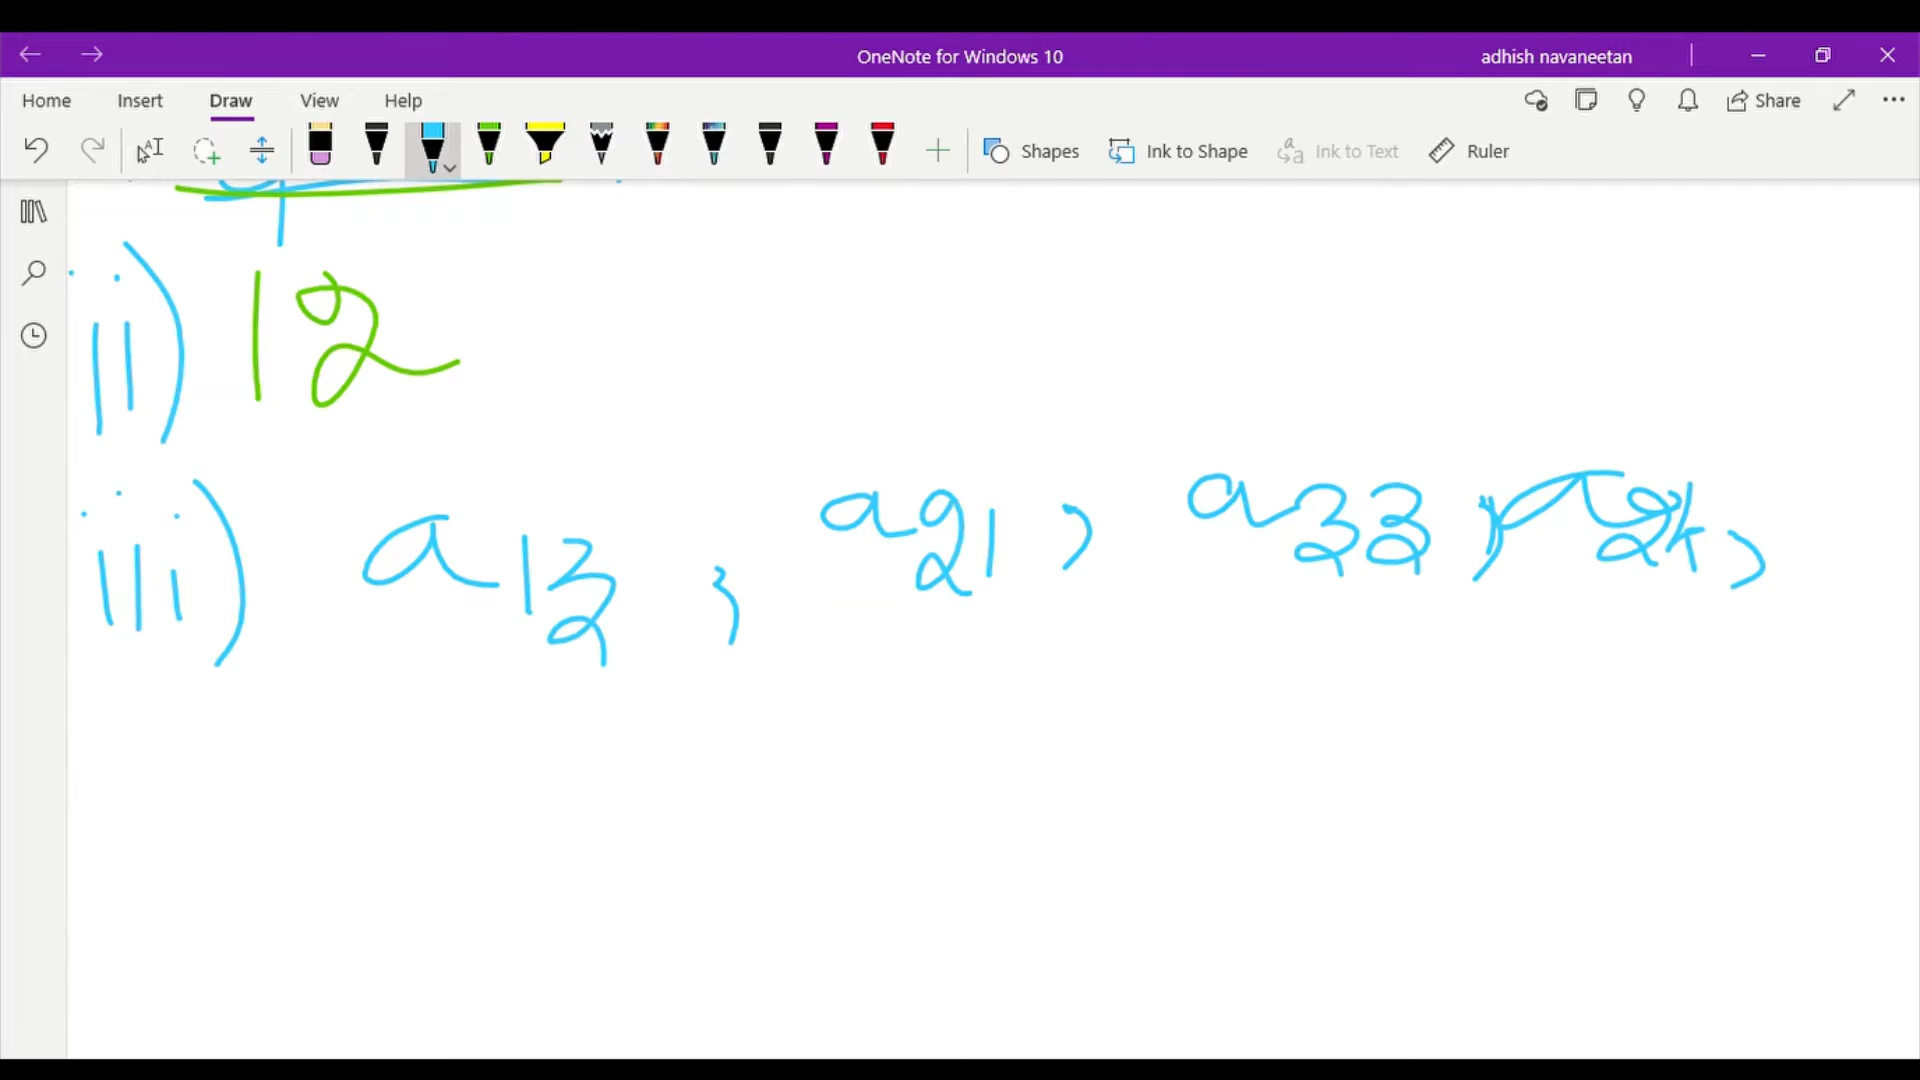 OneNote for Windows 10 adhish navaneetan
Home Insert Draw View Help Share
Shapes Ink to Shape Ink to Text Ruler
ii) 12
iii) a13, a21, a33, a24,